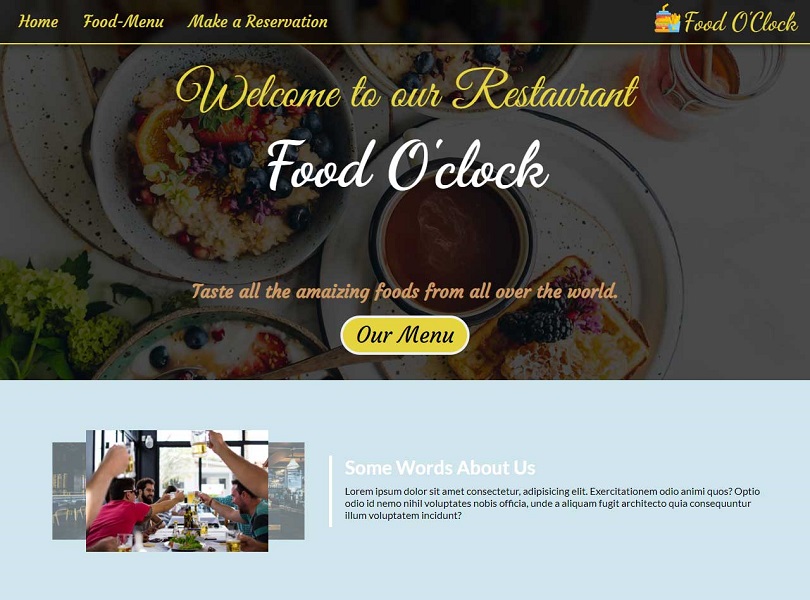 Home Food-Menu Make a Reservation Food O'Clock
Welcome to our Restaurant
Food O'clock
Taste all the amaizing foods from all over the world.
Our Menu
Some Words About Us
Lorem ipsum dolor sit amet consectetur, adipisicing elit. Exercitationem odio animi quos? Optio
odio id nemo nihil voluptates nobis officia, unde a aliquam fugit architecto quia consequuntur
illum voluptatem incidunt?